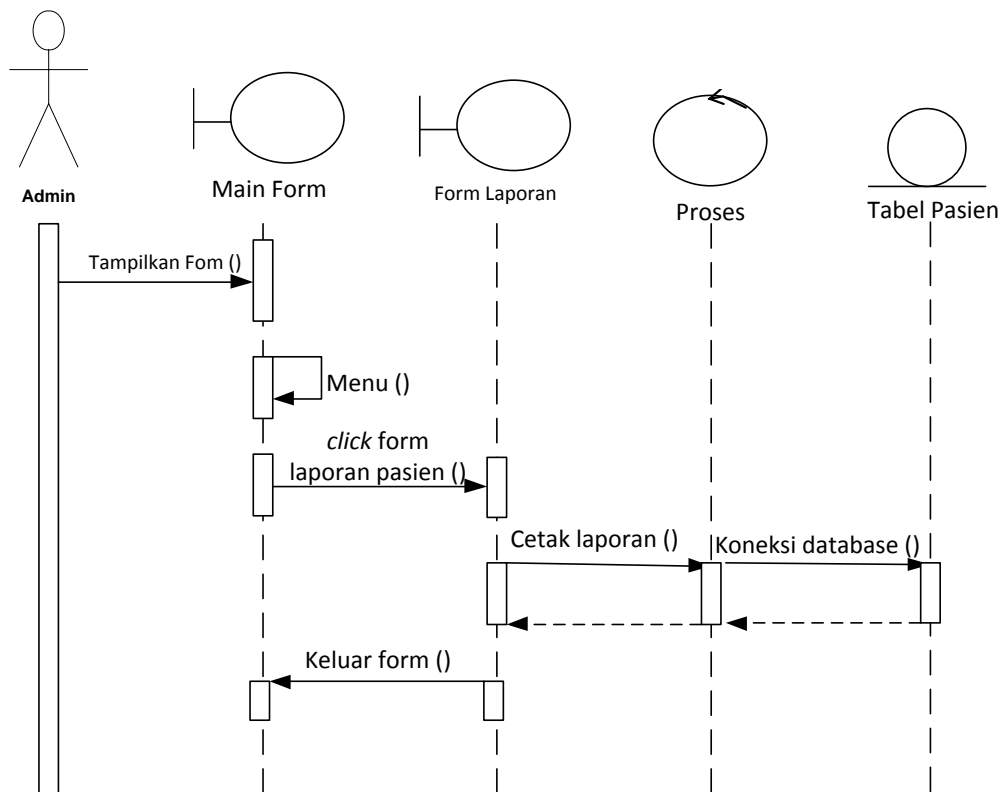 Admin
Main Form
Form Laporan
Proses
Tabel Pasien
Tampilkan Fom ()
Menu ()
click form
laporan pasien ()
Cetak laporan ()
Koneksi database ()
Keluar form ()